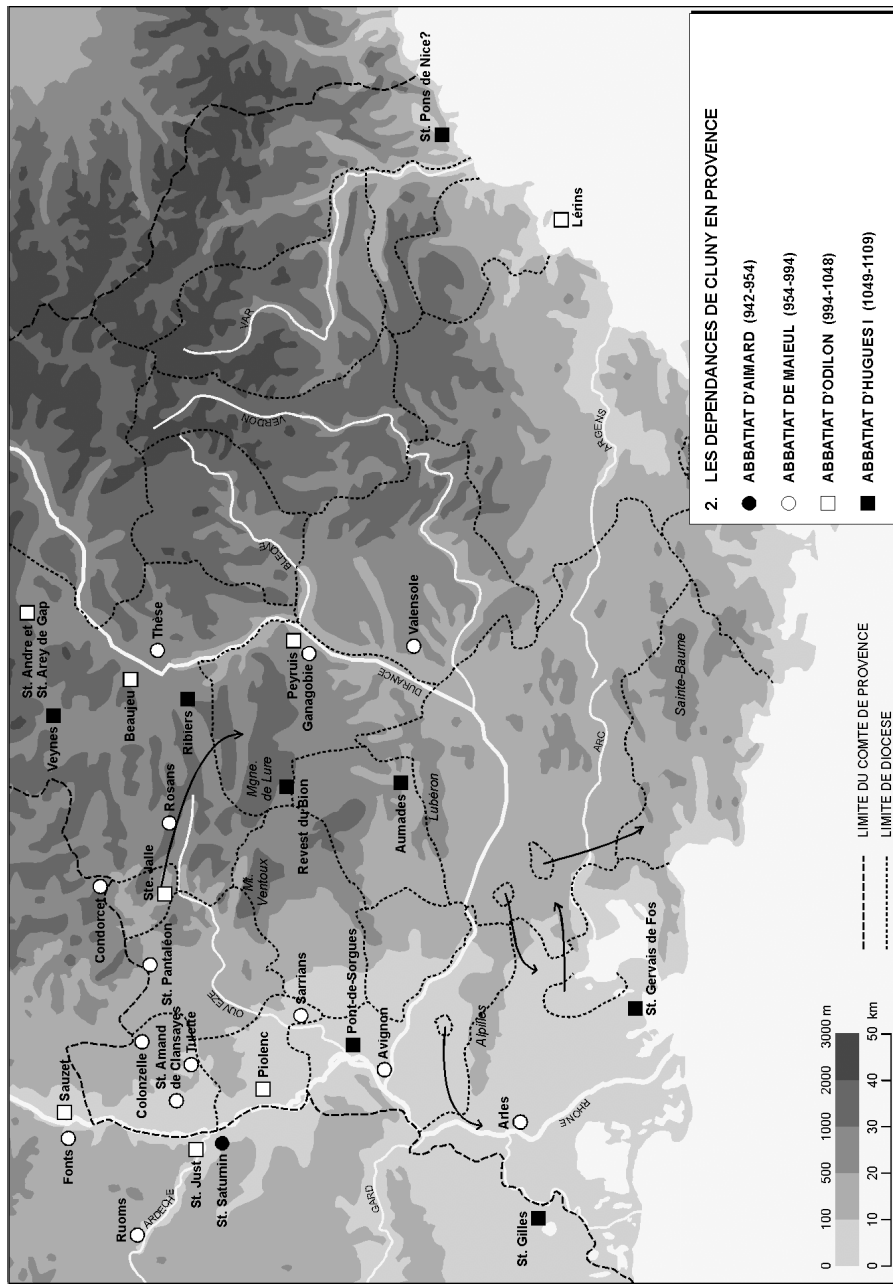 St. Andre et
St. Arey de Gap
Veynes
Beaujeu
Thèse
Ribiers
Rosans
Ste. Jalle
Condorcet
St. Pantaléon
Colonzelle
St. Amand
de Clansayes
Tulette
Sauzet
Fonts
Ruoms
ARDECHE
St. Just
St. Saturnin
Piolenc
OUVEZE
Mt.
Ventoux
Mgne.
de Lure
Revest du Bion
Peyruis
Ganagobie
BLEONE
VERDON
VAR
St. Pons de Nice?
Lérins
Sarrians
Pont-de-Sorgues
Avignon
Aumades
Lubéron
DURANCE
Valensole
GARD
Alpilles
Arles
RHONE
St. Gilles
St. Gervais de Fos
ARC
ARGENS
Sainte-Baume
2. LES DEPENDANCES DE CLUNY EN PROVENCE
ABBATIAT D'AIMARD (942-954)
ABBATIAT DE MAIEUL (954-994)
ABBATIAT D'ODILON (994-1048)
ABBATIAT D'HUGUES I (1049-1109)
LIMITE DU COMTE DE PROVENCE
LIMITE DE DIOCESE
0 100 500 1000 2000 3000 m
0 10 20 30 40 50 km